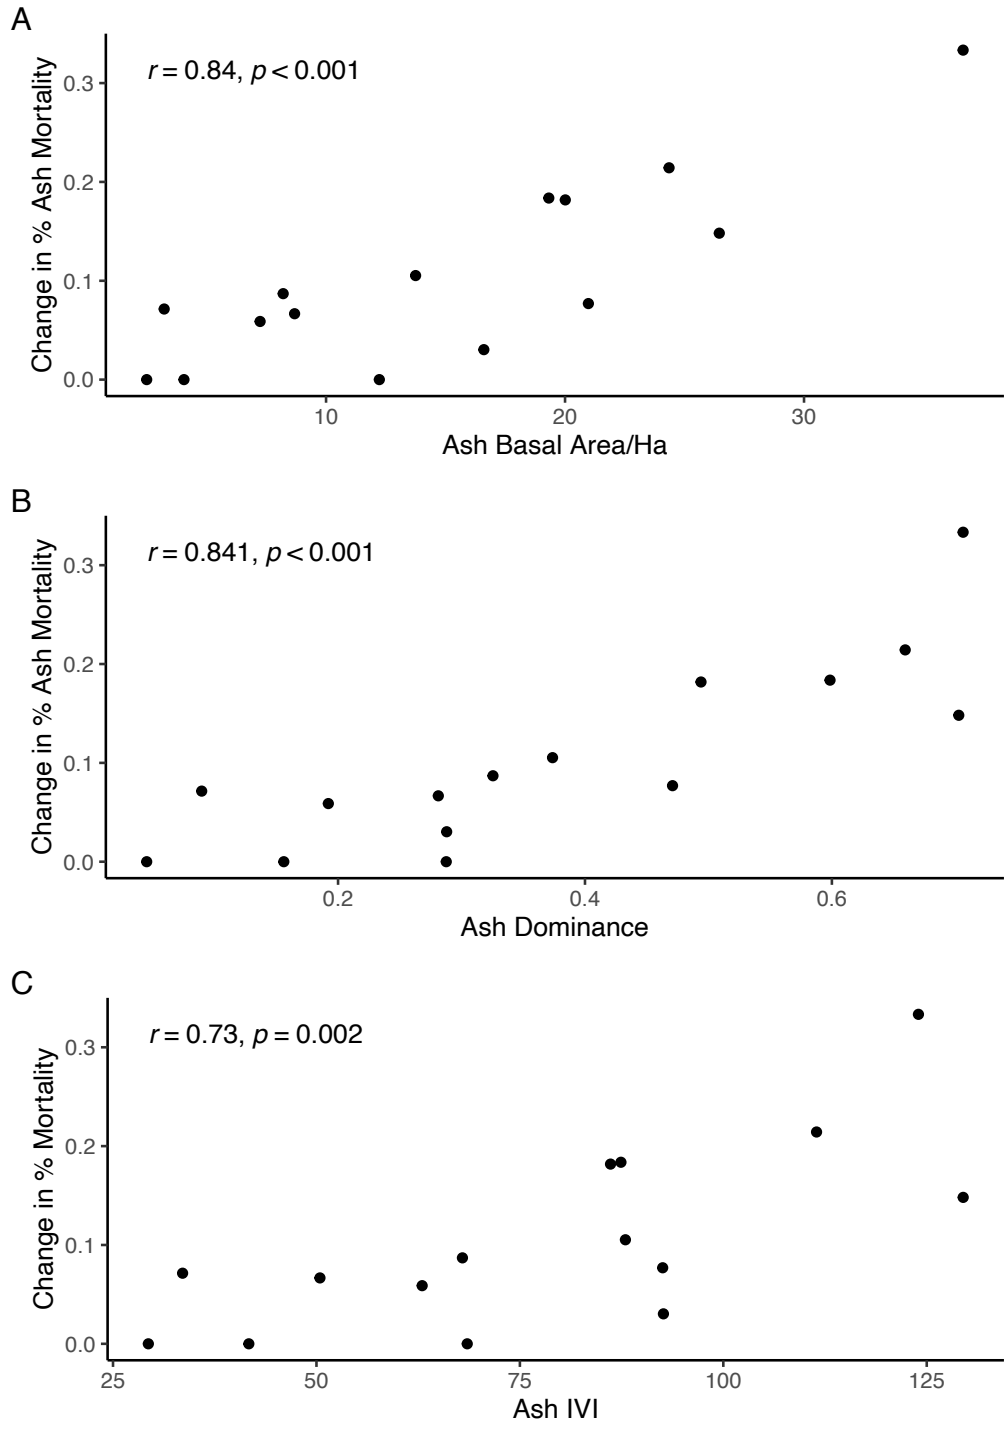 A
r = 0.84, p < 0.001
Change in % Ash Mortality
0.3
0.2
0.1
0.0
10 20 30
Ash Basal Area/Ha
B
r = 0.841, p < 0.001
Change in % Ash Mortality
0.3
0.2
0.1
0.0
0.2 0.4 0.6
Ash Dominance
C
r = 0.73, p = 0.002
Change in % Mortality
0.3
0.2
0.1
0.0
25 50 75 100 125
Ash IVI